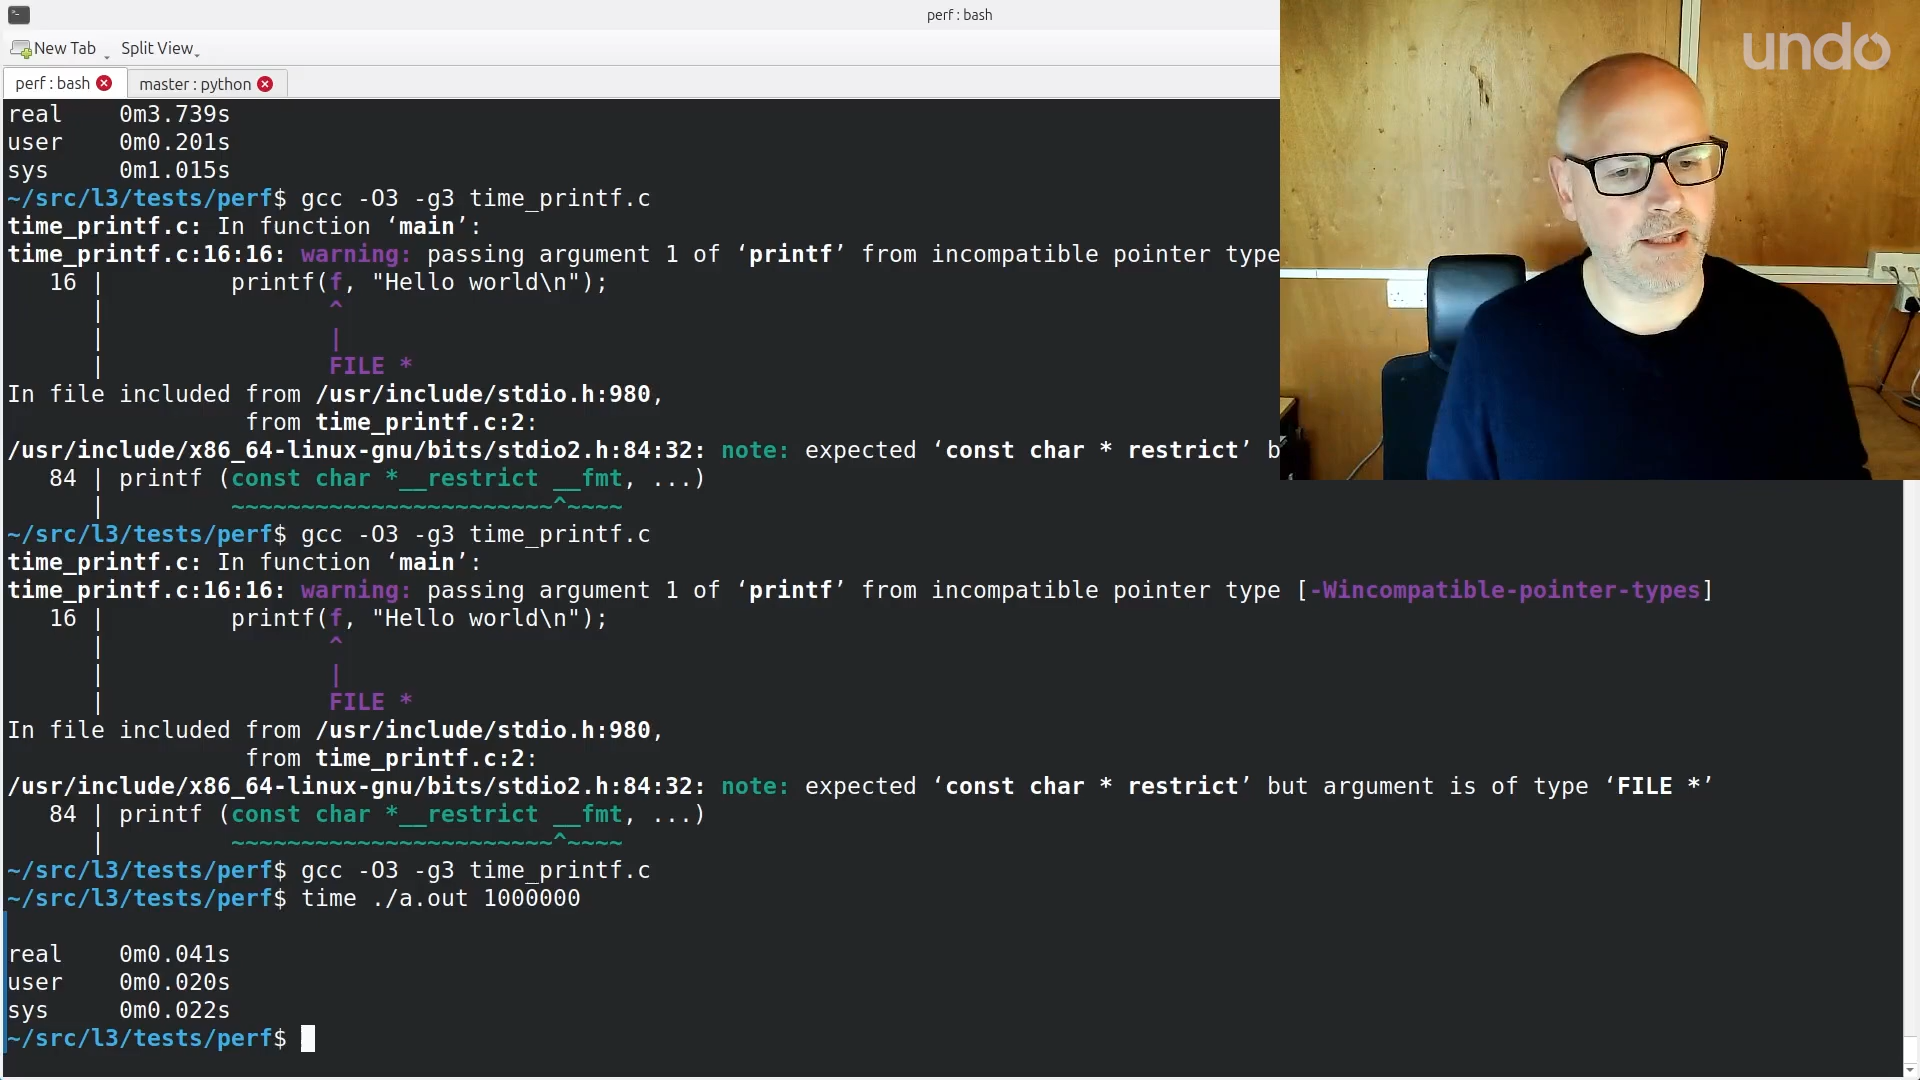 perf : bash
undo
New Tab
Split View
perf : bash
master : python
real    0m3.739s
user    0m0.201s
sys     0m1.015s
~/src/l3/tests/perf$ gcc -O3 -g3 time_printf.c
time_printf.c: In function ‘main’:
time_printf.c:16:16: warning: passing argument 1 of ‘printf’ from incompatible pointer type
   16 |         printf(f, "Hello world\n");
      |                ^
      |                |
      |                FILE *
In file included from /usr/include/stdio.h:980,
                 from time_printf.c:2:
/usr/include/x86_64-linux-gnu/bits/stdio2.h:84:32: note: expected ‘const char * restrict’ b
   84 | printf (const char *__restrict __fmt, ...)
      |         ~~~~~~~~~~~~~~~~~~~~~~~^~~~~
~/src/l3/tests/perf$ gcc -O3 -g3 time_printf.c
time_printf.c: In function ‘main’:
time_printf.c:16:16: warning: passing argument 1 of ‘printf’ from incompatible pointer type [-Wincompatible-pointer-types]
   16 |         printf(f, "Hello world\n");
      |                ^
      |                |
      |                FILE *
In file included from /usr/include/stdio.h:980,
                 from time_printf.c:2:
/usr/include/x86_64-linux-gnu/bits/stdio2.h:84:32: note: expected ‘const char * restrict’ but argument is of type ‘FILE *’
   84 | printf (const char *__restrict __fmt, ...)
      |         ~~~~~~~~~~~~~~~~~~~~~~~^~~~~
~/src/l3/tests/perf$ gcc -O3 -g3 time_printf.c
~/src/l3/tests/perf$ time ./a.out 1000000
real    0m0.041s
user    0m0.020s
sys     0m0.022s
~/src/l3/tests/perf$